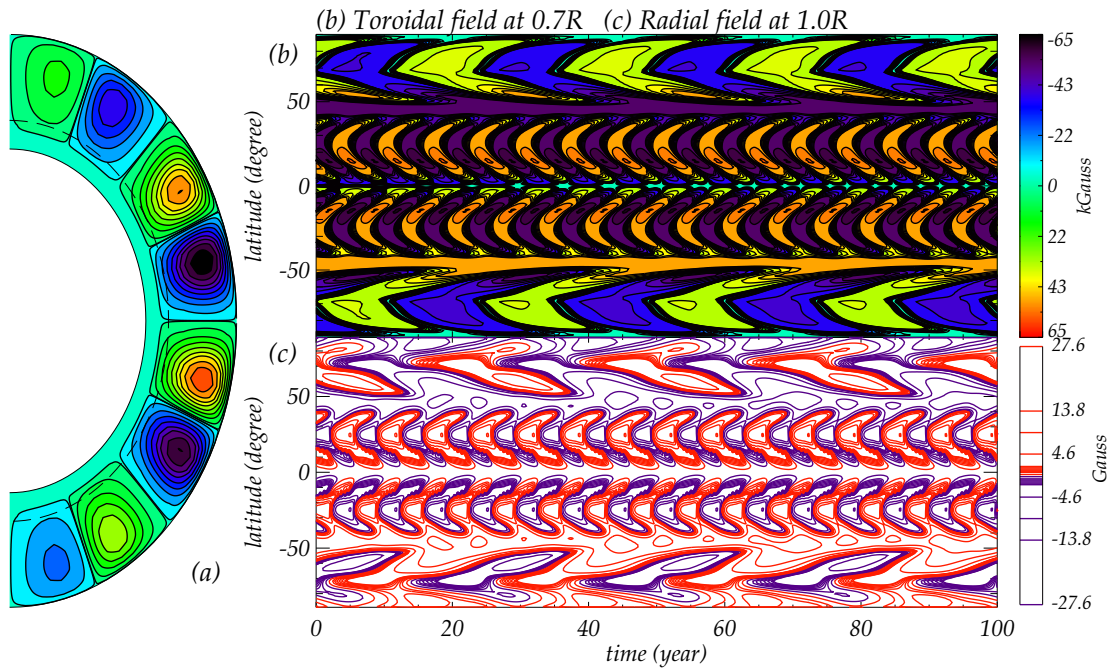 (b) Toroidal field at 0.7R (c) Radial field at 1.0R
(b)
latitude (degree)
50
0
-50
-65
-43
-22
0
22
43
65
kGauss
(c)
latitude (degree)
50
0
-50
27.6
13.8
4.6
-4.6
-13.8
-27.6
Gauss
(a)
0
20
40
60
80
100
time (year)